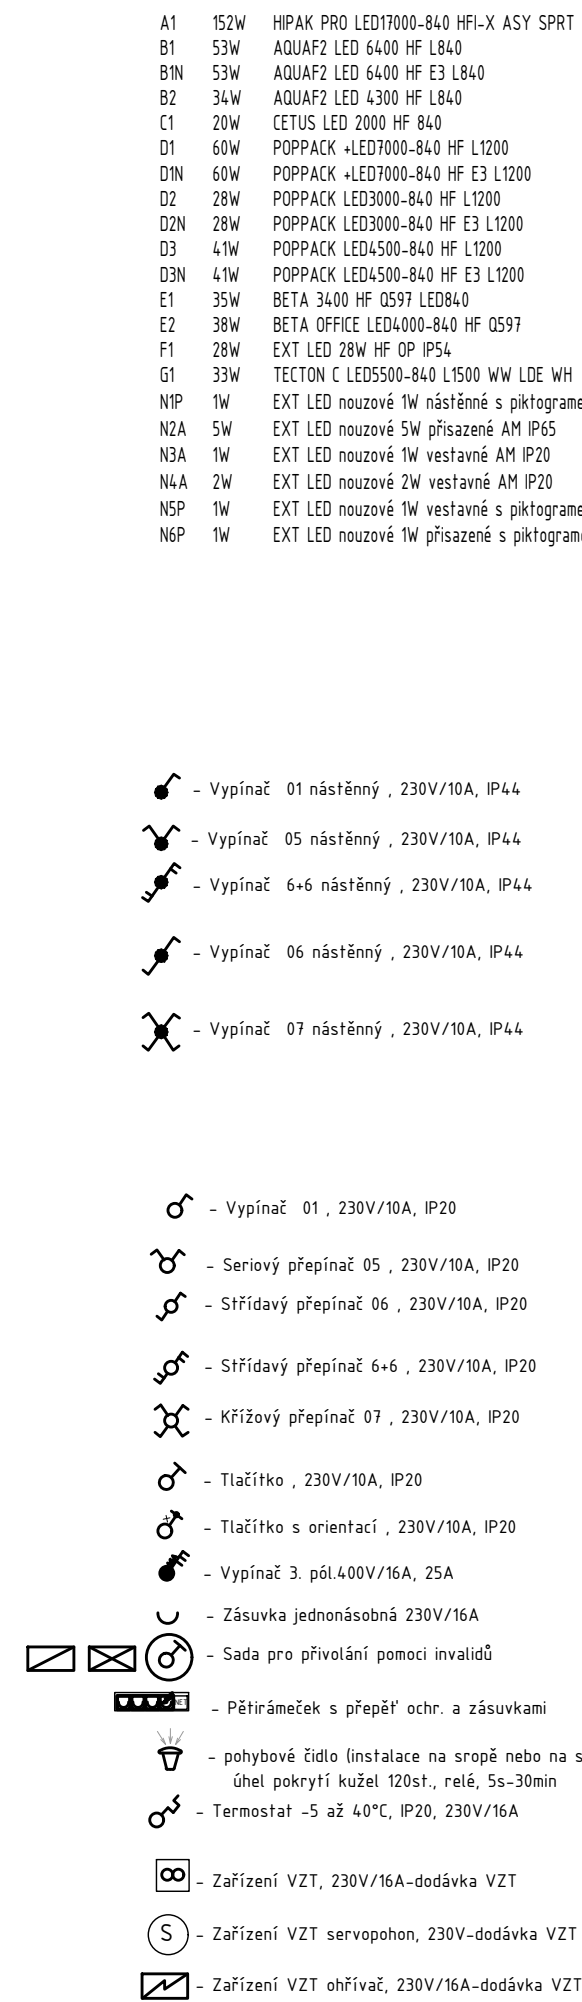 A1 152W HIPAK PRO LED17000-840 HFI-X ASY SPRT
B1 53W AQUAF2 LED 6400 HF L840
B1N 53W AQUAF2 LED 6400 HF E3 L840
B2 34W AQUAF2 LED 4300 HF L840
C1 20W CETUS LED 2000 HF 840
D1 60W POPPACK +LED7000-840 HF L1200
D1N 60W POPPACK +LED7000-840 HF E3 L1200
D2 28W POPPACK LED3000-840 HF L1200
D2N 28W POPPACK LED3000-840 HF E3 L1200
D3 41W POPPACK LED4500-840 HF L1200
D3N 41W POPPACK LED4500-840 HF E3 L1200
E1 35W BETA 3400 HF Q597 LED840
E2 38W BETA OFFICE LED4000-840 HF Q597
F1 28W EXT LED 28W HF OP IP54
G1 33W TECTON C LED5500-840 L1500 WW LDE WH
N1P 1W EXT LED nouzové 1W nástěnné s piktograme
N2A 5W EXT LED nouzové 5W přisazené AM IP65
N3A 1W EXT LED nouzové 1W vestavné AM IP20
N4A 2W EXT LED nouzové 2W vestavné AM IP20
N5P 1W EXT LED nouzové 1W vestavné s piktograme
N6P 1W EXT LED nouzové 1W přisazené s piktogram
- Vypínač 01 nástěnný , 230V/10A, IP44
- Vypínač 05 nástěnný , 230V/10A, IP44
- Vypínač 6+6 nástěnný , 230V/10A, IP44
- Vypínač 06 nástěnný , 230V/10A, IP44
- Vypínač 07 nástěnný , 230V/10A, IP44
- Vypínač 01 , 230V/10A, IP20
- Seriový přepínač 05 , 230V/10A, IP20
- Střídavý přepínač 06 , 230V/10A, IP20
- Střídavý přepínač 6+6 , 230V/10A, IP20
- Křížový přepínač 07 , 230V/10A, IP20
- Tlačítko , 230V/10A, IP20
- Tlačítko s orientací , 230V/10A, IP20
- Vypínač 3. pól.400V/16A, 25A
- Zásuvka jednonásobná 230V/16A
- Sada pro přivolání pomoci invalidů
NET - Pětirámeček s přepěť ochr. a zásuvkami
- pohybové čidlo (instalace na sropě nebo na s
úhel pokrytí kužel 120st., relé, 5s-30min
- Termostat -5 až 40°C, IP20, 230V/16A
- Zařízení VZT, 230V/16A-dodávka VZT
S - Zařízení VZT servopohon, 230V-dodávka VZT
- Zařízení VZT ohřívač, 230V/16A-dodávka VZT